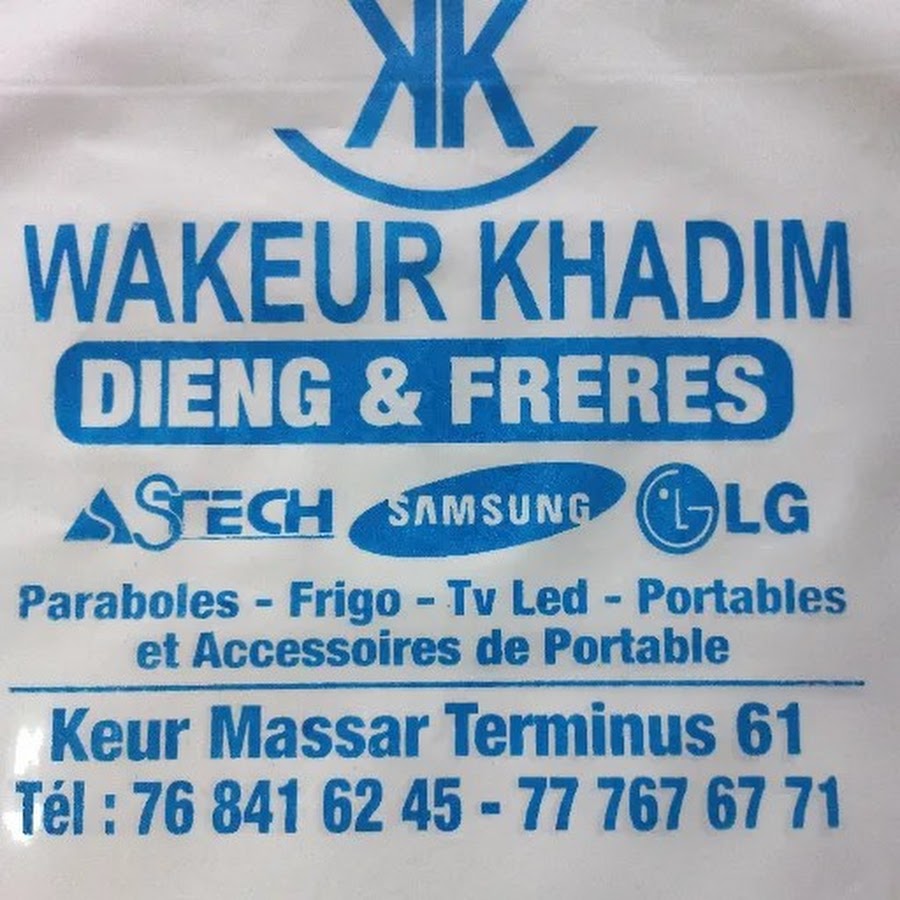 KK
WAKEUR KHADIM
DIENG & FRERES
ASTECH SAMSUNG LG LG
Paraboles - Frigo - Tv Led - Portables
et Accessoires de Portable
Keur Massar Terminus 61
Tél : 76 841 62 45 - 77 767 67 71